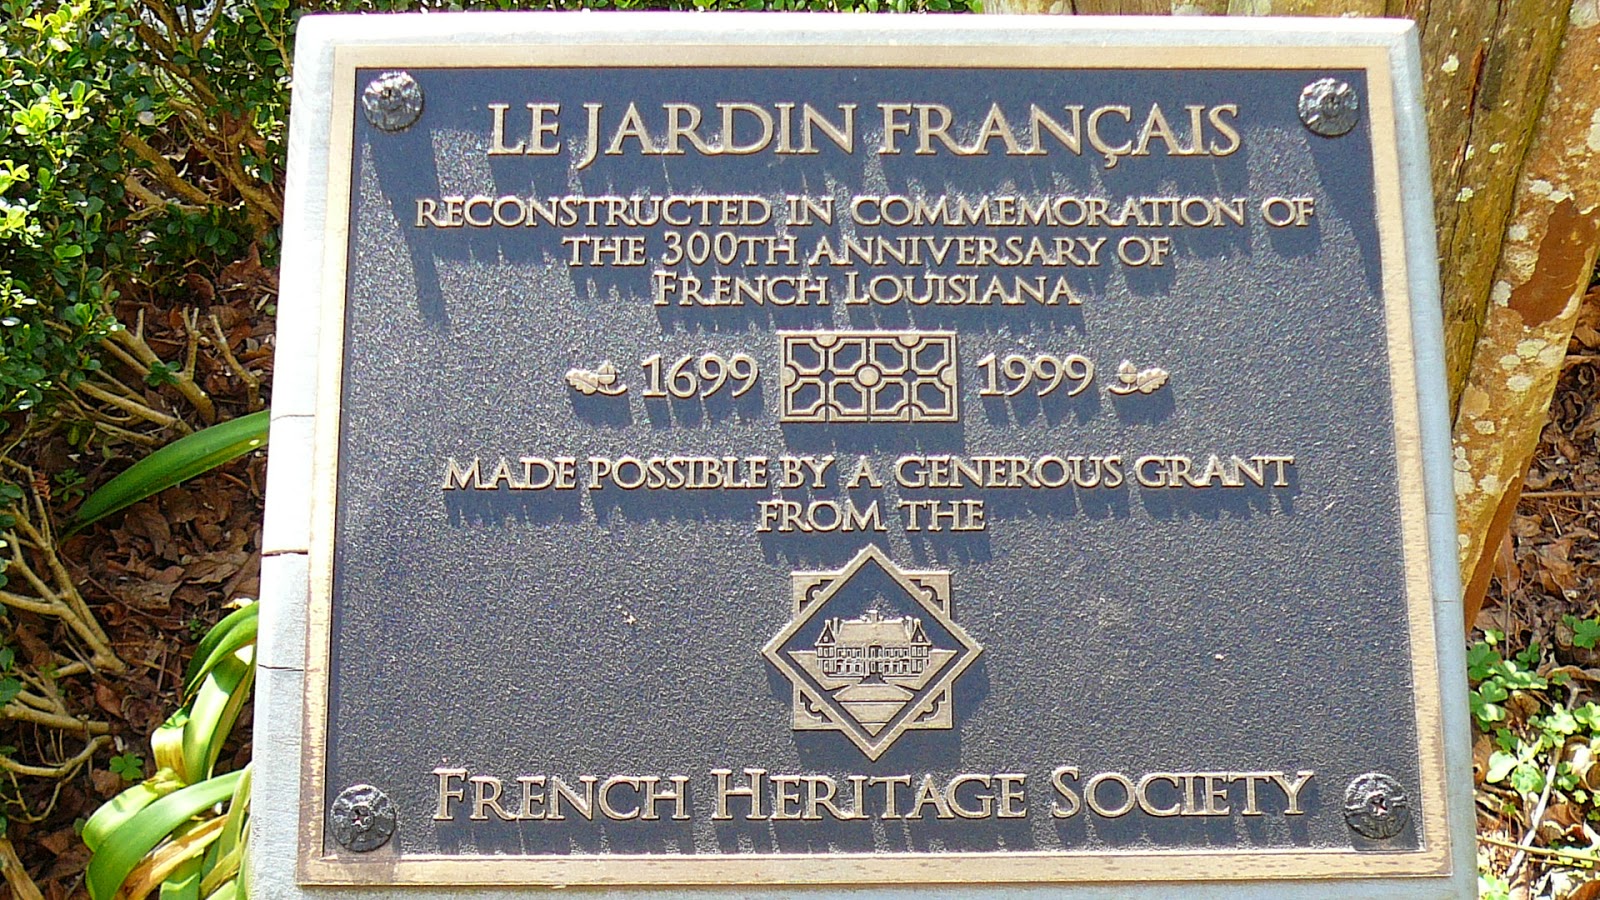 LE JARDIN FRANÇAIS
RECONSTRUCTED IN COMMEMORATION OF
THE 300TH ANNIVERSARY OF
FRENCH LOUISIANA
1699 1999
MADE POSSIBLE BY A GENEROUS GRANT
FROM THE
FRENCH HERITAGE SOCIETY